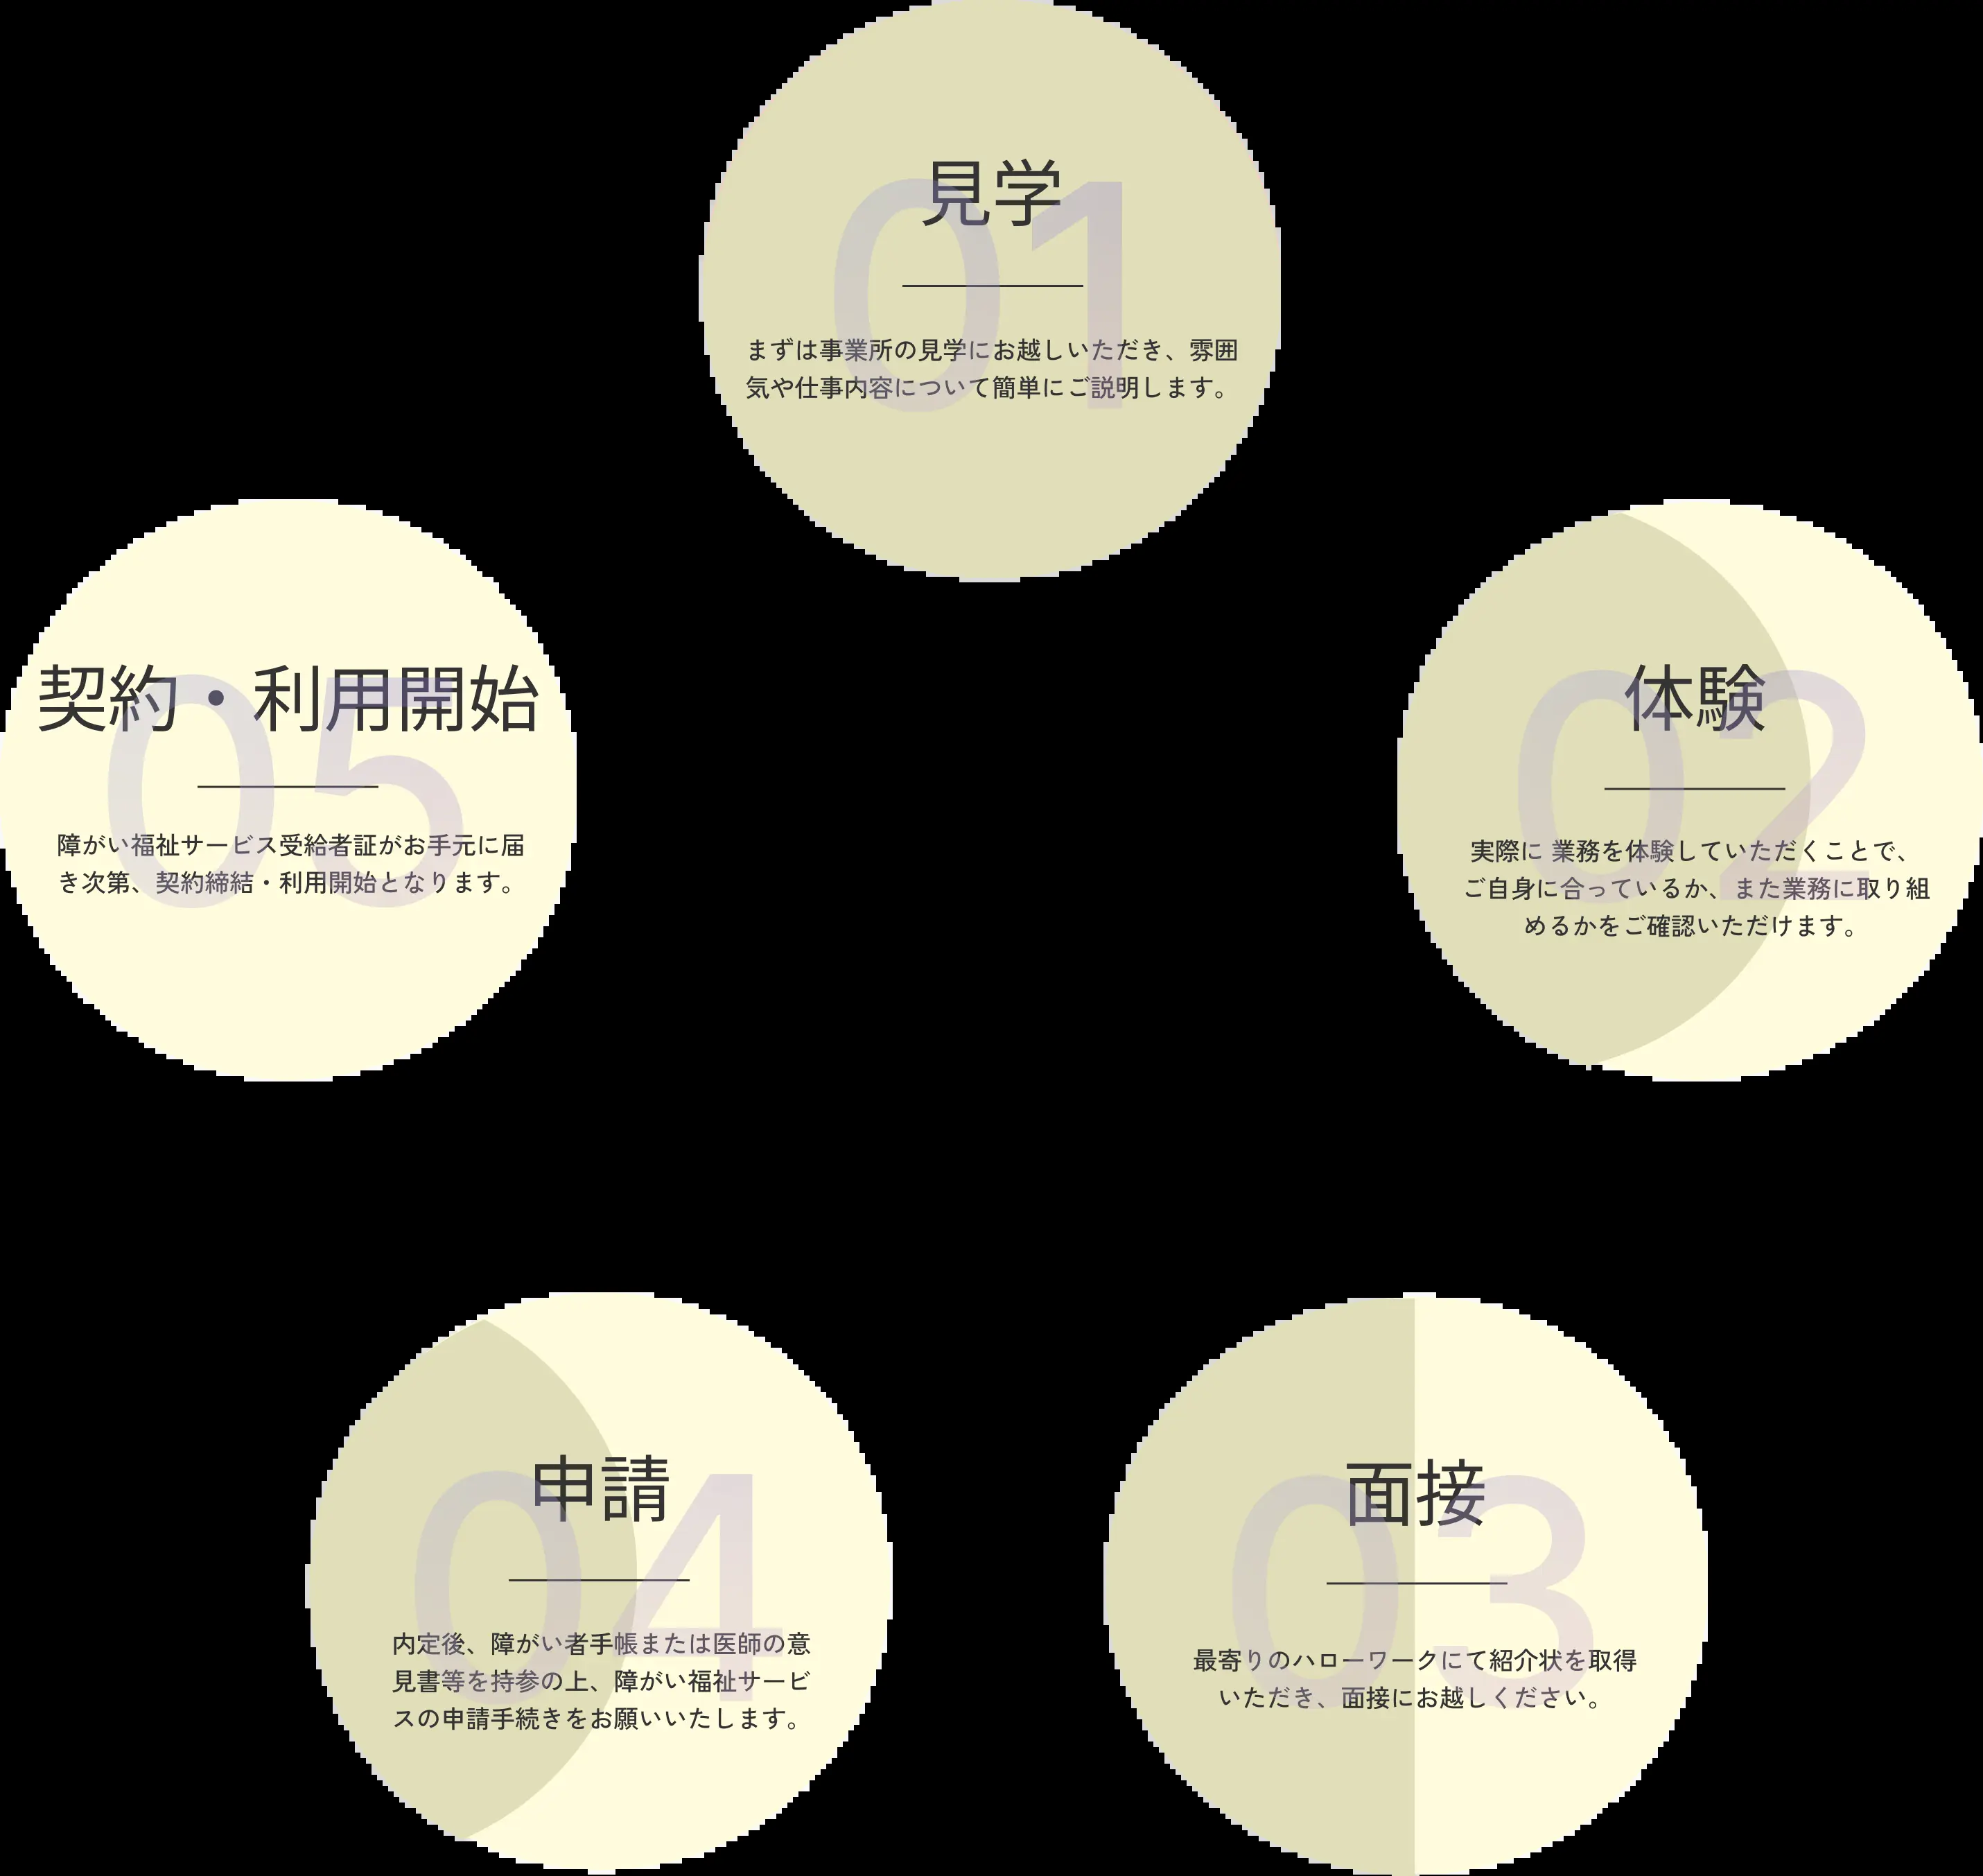 01
見学
まずは事業所の見学にお越しいただき、雰囲
気や仕事内容について簡単にご説明します。
02
体験
実際に 業務を体験していただくことで、
ご自身に合っているか、また業務に取り組
めるかをご確認いただけます。
03
面接
最寄りのハローワークにて紹介状を取得
いただき、面接にお越しください。
04
申請
内定後、障がい者手帳または医師の意
見書等を持参の上、障がい福祉サービ
スの申請手続きをお願いいたします。
05
契約・利用開始
障がい福祉サービス受給者証がお手元に届
き次第、契約締結・利用開始となります。